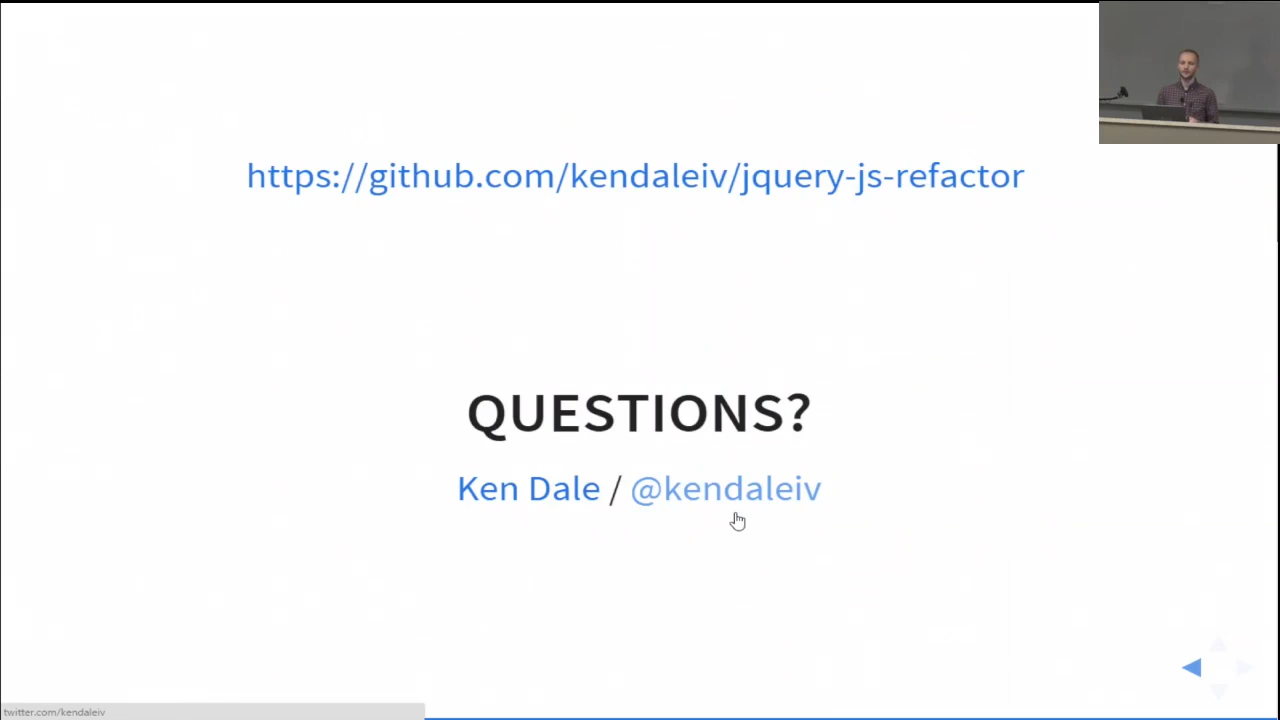 https://github.com/kendaleiv/jquery-js-refactor
QUESTIONS?
Ken Dale / @kendaleiv
twitter.com/kendaleiv